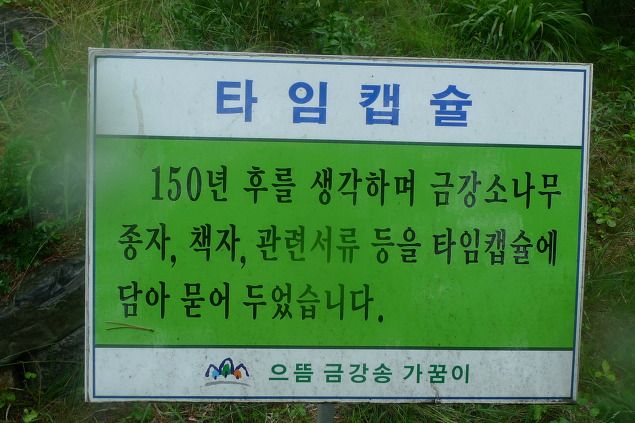 타임캡슐
150년 후를 생각하며 금강소나무
종자, 책자, 관련서류 등을 타임캡슐에
담아 묻어 두었습니다.
으뜸 금강송 가꿈이